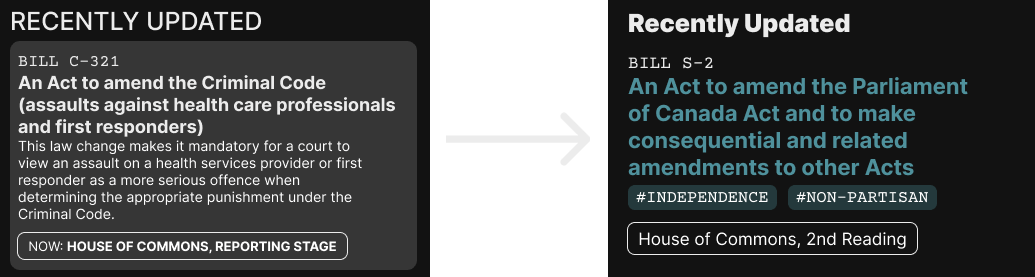 RECENTLY UPDATED
BILL C-321
An Act to amend the Criminal Code
(assaults against health care professionals
and first responders)
This law change makes it mandatory for a court to
view an assault on a health services provider or first
responder as a more serious offence when
determining the appropriate punishment under the
Criminal Code.
NOW: HOUSE OF COMMONS, REPORTING STAGE
Recently Updated
BILL S-2
An Act to amend the Parliament
of Canada Act and to make
consequential and related
amendments to other Acts
#INDEPENDENCE #NON-PARTISAN
House of Commons, 2nd Reading